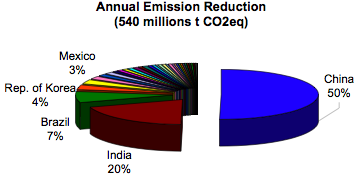 Annual Emission Reduction
(540 millions t CO2eq)
Mexico
3%
Rep. of Korea
4%
Brazil
7%
India
20%
China
50%